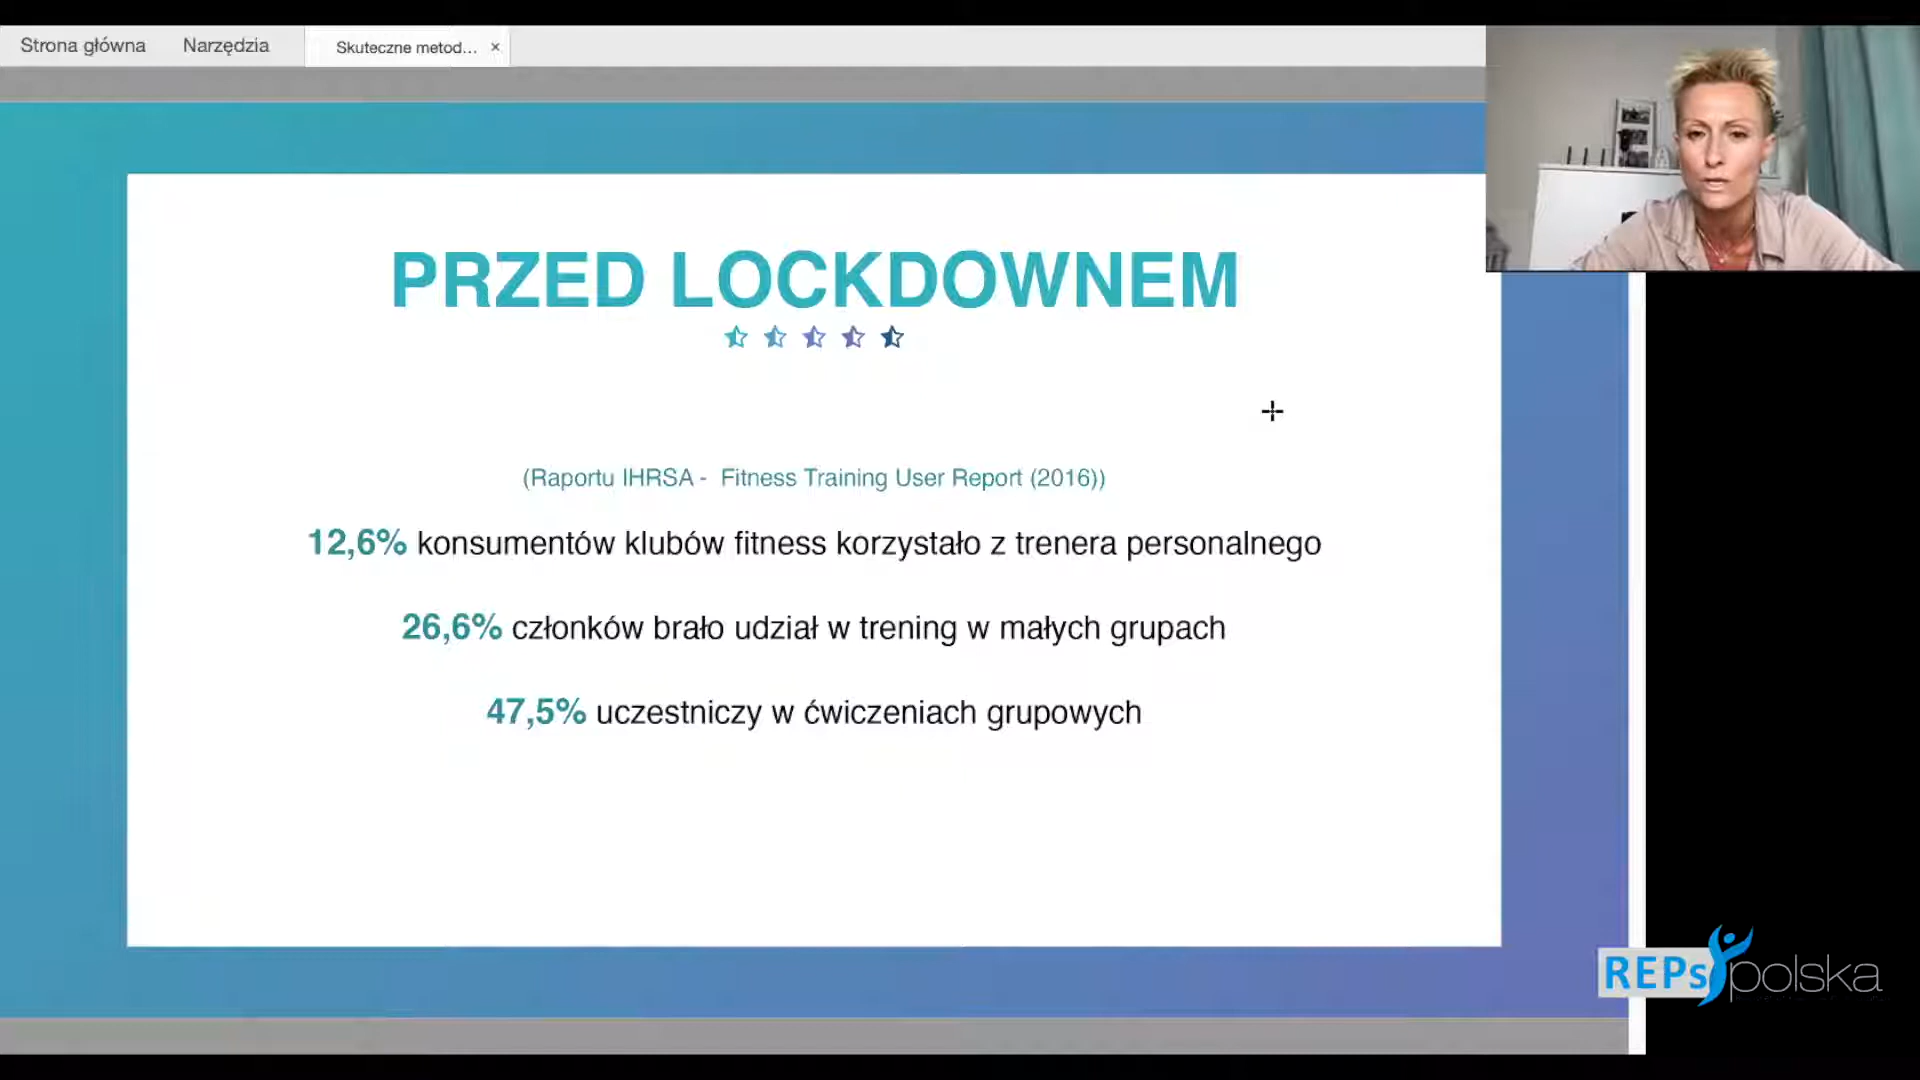 Strona główna
Narzędzia
Skuteczne metod... ×
PRZED LOCKDOWNEM
(Raportu IHRSA - Fitness Training User Report (2016))
12,6% konsumentów klubów fitness korzystało z trenera personalnego
26,6% członków brało udział w trening w małych grupach
47,5% uczestniczy w ćwiczeniach grupowych
REPs polska